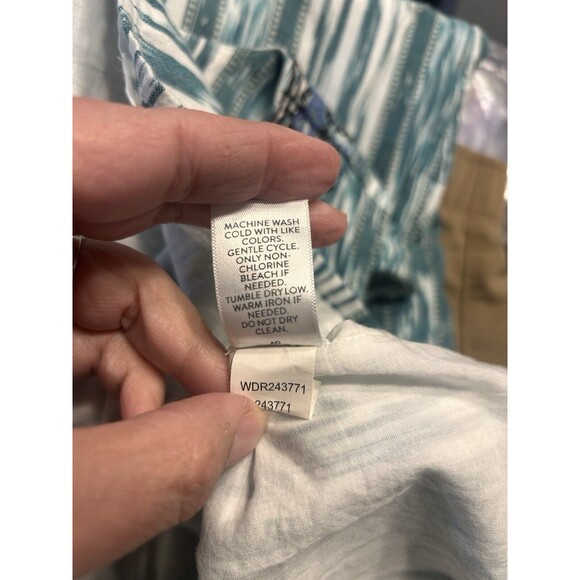 MACHINE WASH
COLD WITH LIKE
COLORS.
GENTLE CYCLE.
ONLY NON-
CHLORINE
BLEACH IF
NEEDED.
TUMBLE DRY LOW.
WARM IRON IF
NEEDED.
DO NOT DRY
CLEAN.
WDR243771
243771